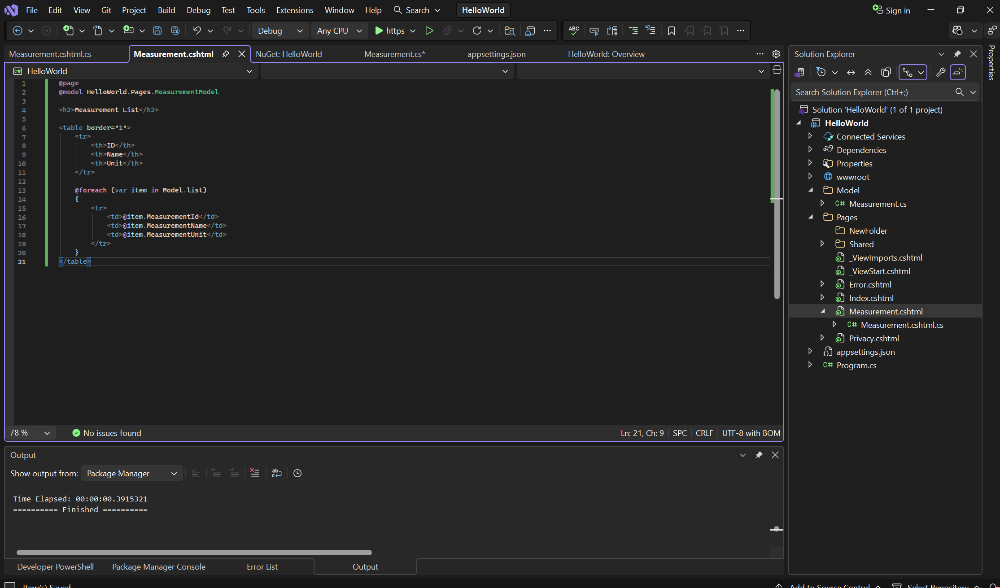 File Edit View Git Project Build Debug Test Tools Extensions Window Help Search HelloWorld Sign in
Debug Any CPU https ABC
Measurement.cshtml.cs Measurement.cshtml NuGet: HelloWorld Measurement.cs* appsettings.json HelloWorld: Overview
C# HelloWorld
1 @page
2 @model HelloWorld.Pages.MeasurementModel
3
4 <h2>Measurement List</h2>
5
6 <table border="1">
7 <tr>
8 <th>ID</th>
9 <th>Name</th>
10 <th>Unit</th>
11 </tr>
12
13 @foreach (var item in Model.list)
14 {
15 <tr>
16 <td>@item.MeasurementId</td>
17 <td>@item.MeasurementName</td>
18 <td>@item.MeasurementUnit</td>
19 </tr>
20 }
21 </table>
78 % No issues found Ln: 21, Ch: 9 SPC CRLF UTF-8 with BOM
Output
Show output from: Package Manager
Time Elapsed: 00:00:00.3915321
========== Finished ==========
Developer PowerShell Package Manager Console Error List Output
Solution Explorer
Search Solution Explorer (Ctrl+;)
Solution 'HelloWorld' (1 of 1 project)
HelloWorld
Connected Services
Dependencies
Properties
wwwroot
Model
C# Measurement.cs
Pages
NewFolder
Shared
_ViewImports.cshtml
_ViewStart.cshtml
Error.cshtml
Index.cshtml
Measurement.cshtml
C# Measurement.cshtml.cs
Privacy.cshtml
appsettings.json
C# Program.cs
Properties
Item(s) Saved Add to Source Control Select Repository